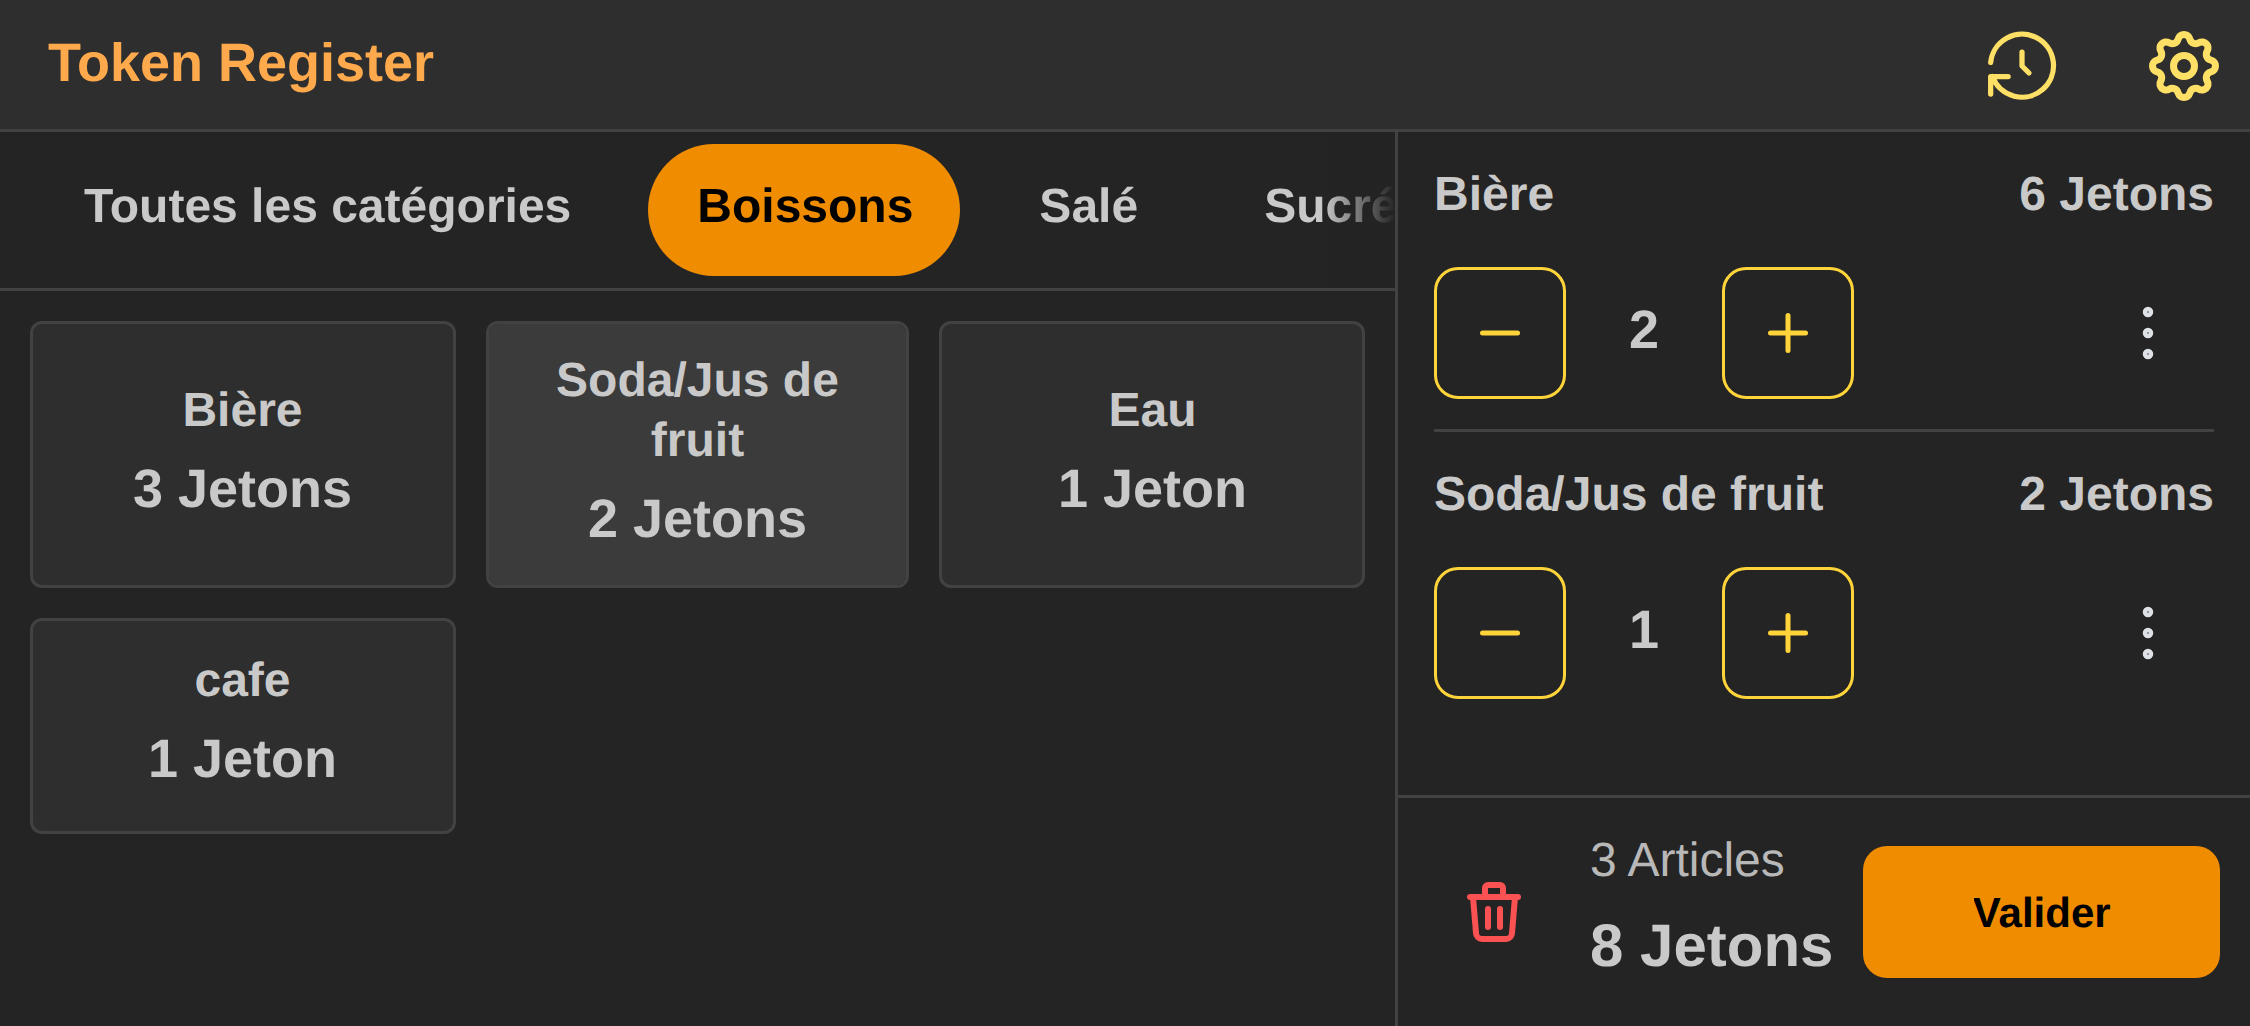 Token Register
Toutes les catégories
Boissons
Salé
Sucré
Bière
3 Jetons
Soda/Jus de
fruit
2 Jetons
Eau
1 Jeton
cafe
1 Jeton
Bière
6 Jetons
2
Soda/Jus de fruit
2 Jetons
1
3 Articles
8 Jetons
Valider